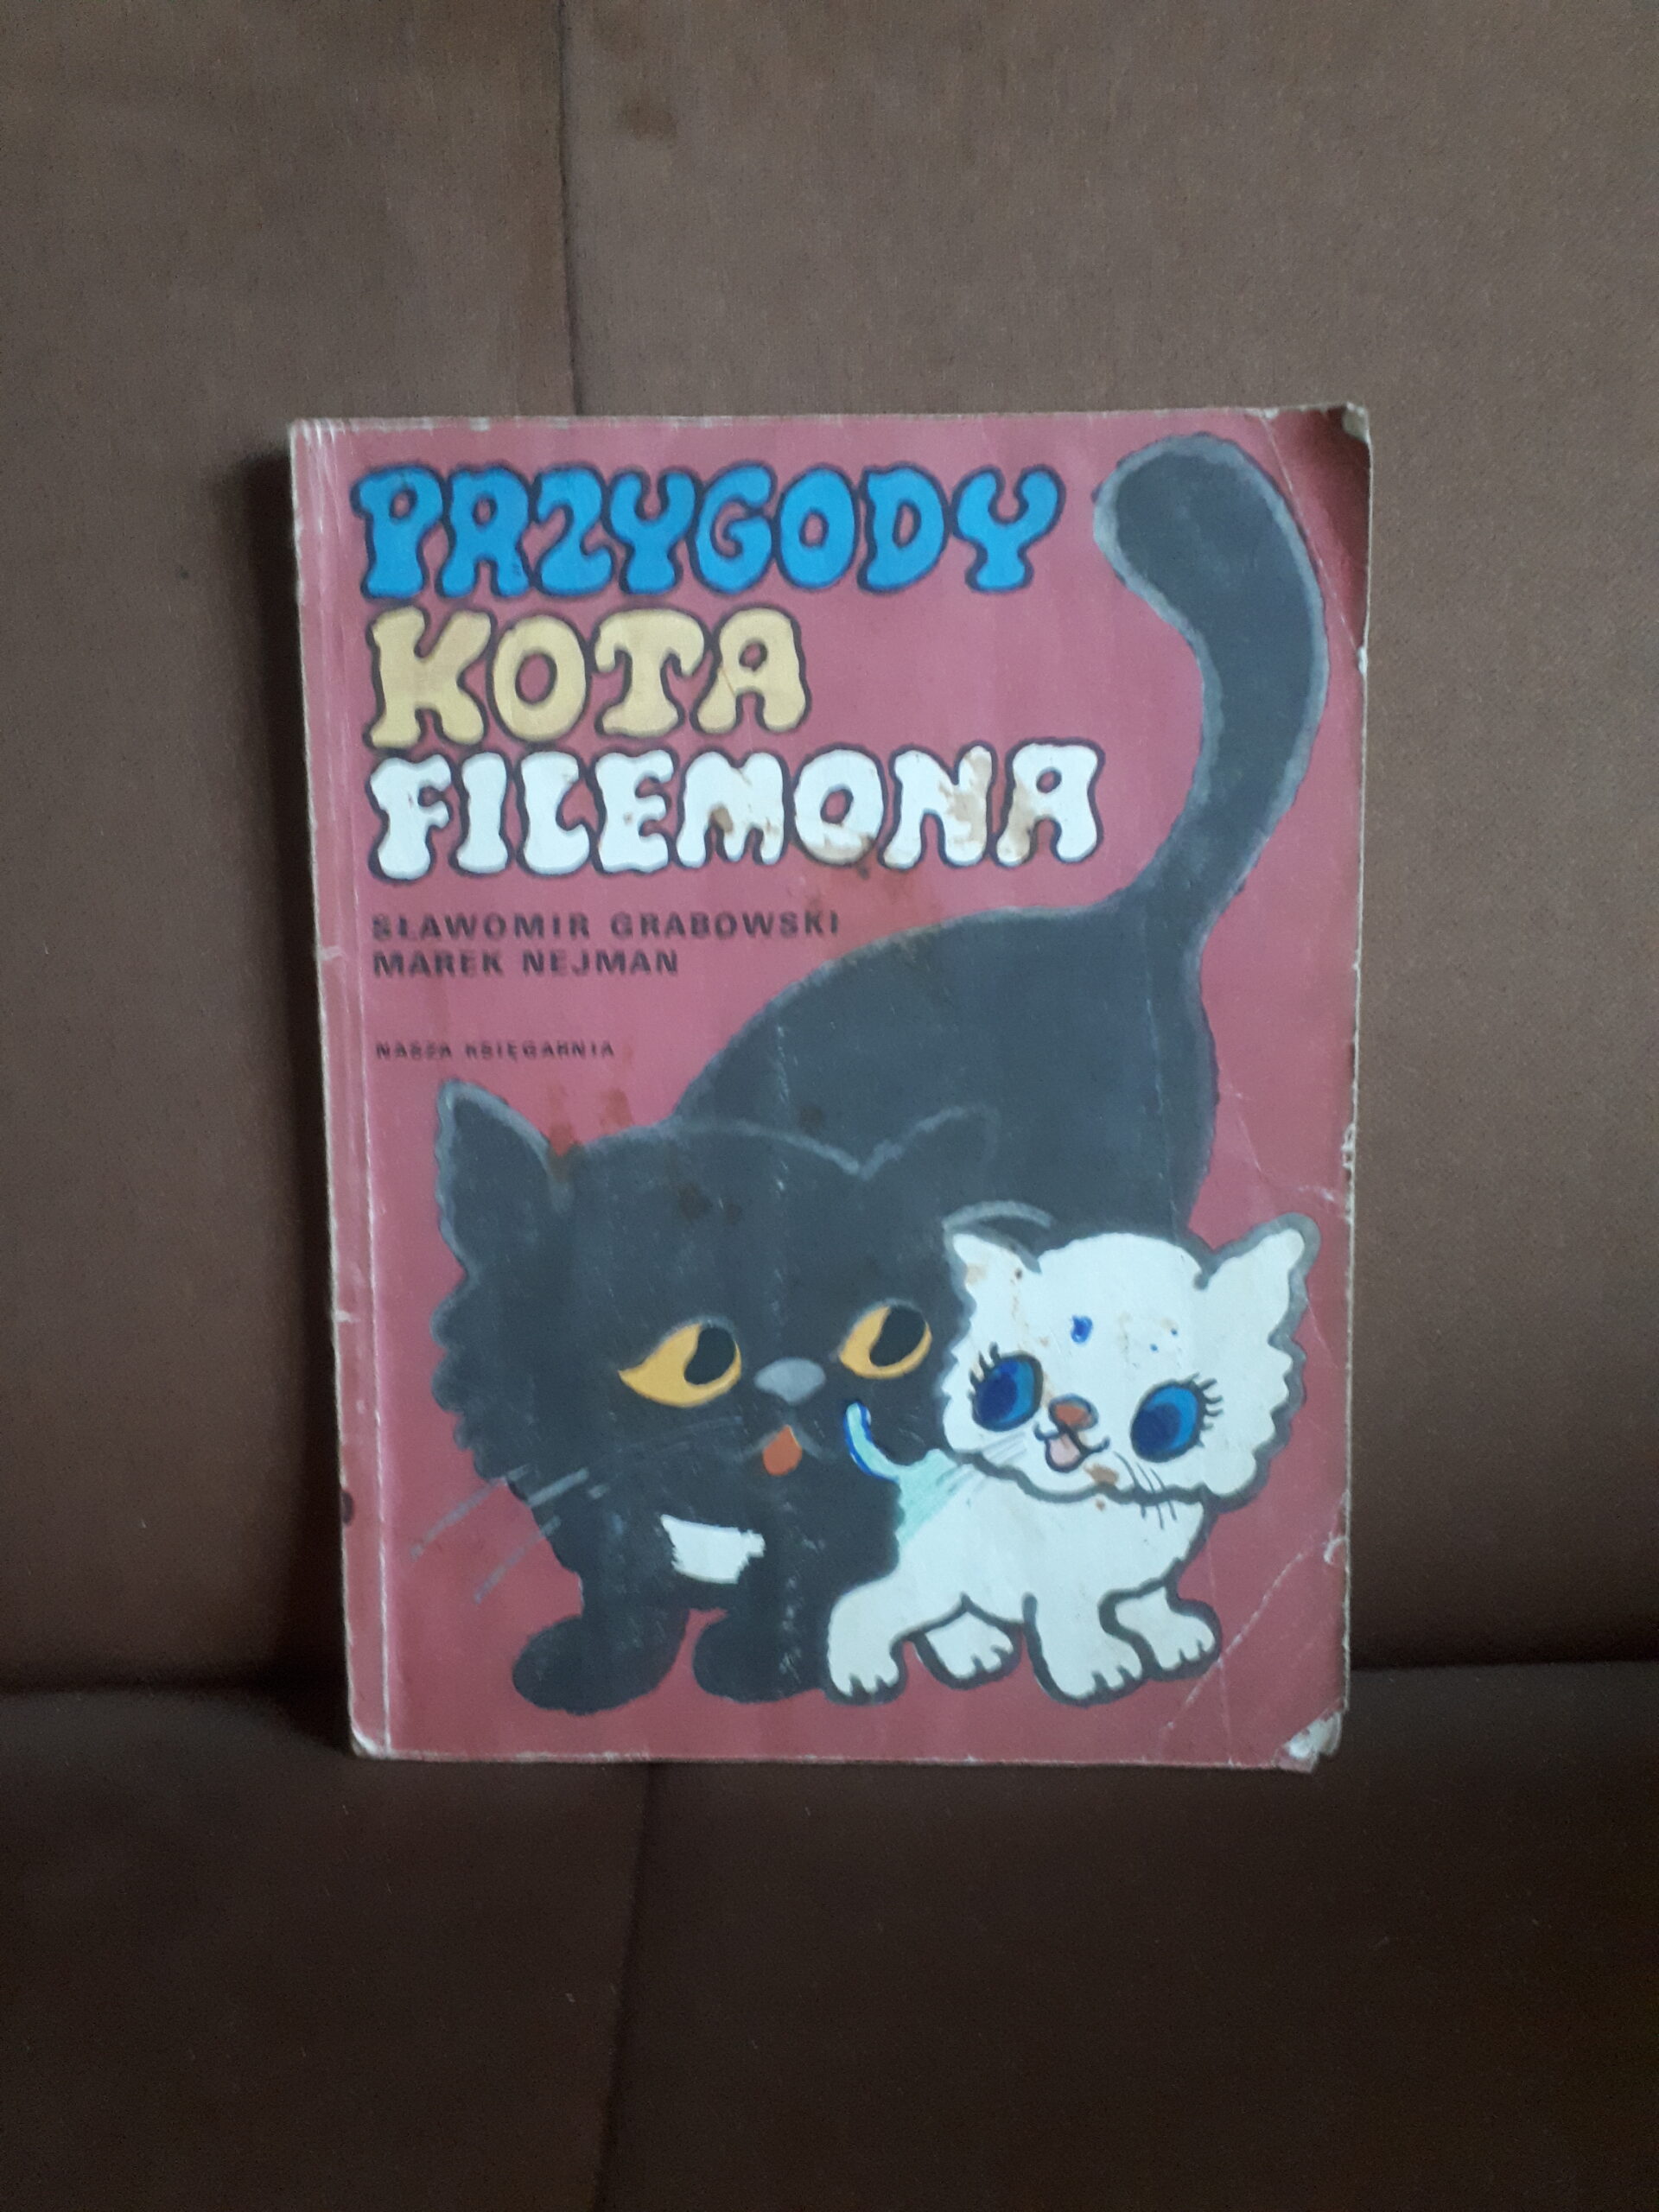 PRZYGODY
KOTA
FILEMONA
SŁAWOMIR GRABOWSKI
MAREK NEJMAN
NASZA KSIĘGARNIA